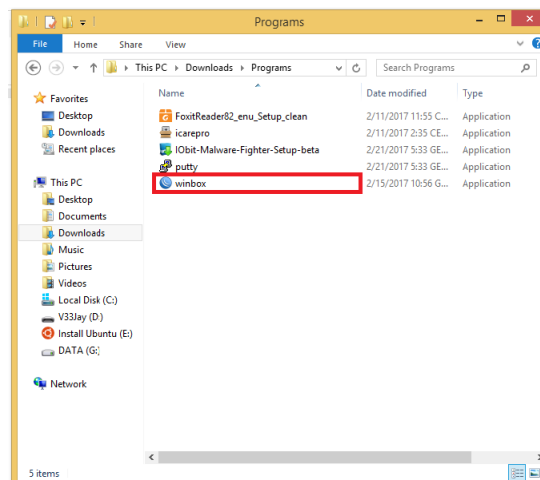 Programs
File Home Share View
This PC Downloads Programs Search Programs
Name Date modified Type
Favorites
Desktop
Downloads
Recent places
This PC
Desktop
Documents
Downloads
Music
Pictures
Videos
Local Disk (C:)
V33Jay (D:)
Install Ubuntu (E:)
DATA (G:)
Network
FoxitReader82_enu_Setup_clean 2/11/2017 11:55 C... Application
icarepro 2/11/2017 2:35 CE... Application
IObit-Malware-Fighter-Setup-beta 2/21/2017 5:33 GE... Application
putty 2/21/2017 5:33 GE... Application
winbox 2/15/2017 10:56 G... Application
5 items